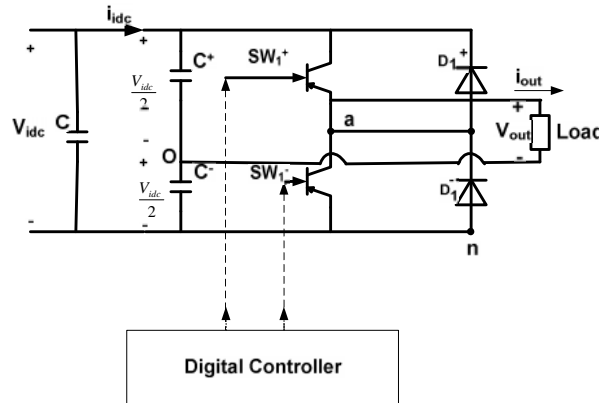 i_idc
+
+
+
C⁺
SW₁⁺
D₁⁺
i_out
V_idc/2
+
V_idc
C
-
a
V_out
Load
+
O
-
C⁻
SW₁⁻
V_idc/2
D₁⁻
-
-
n
Digital Controller